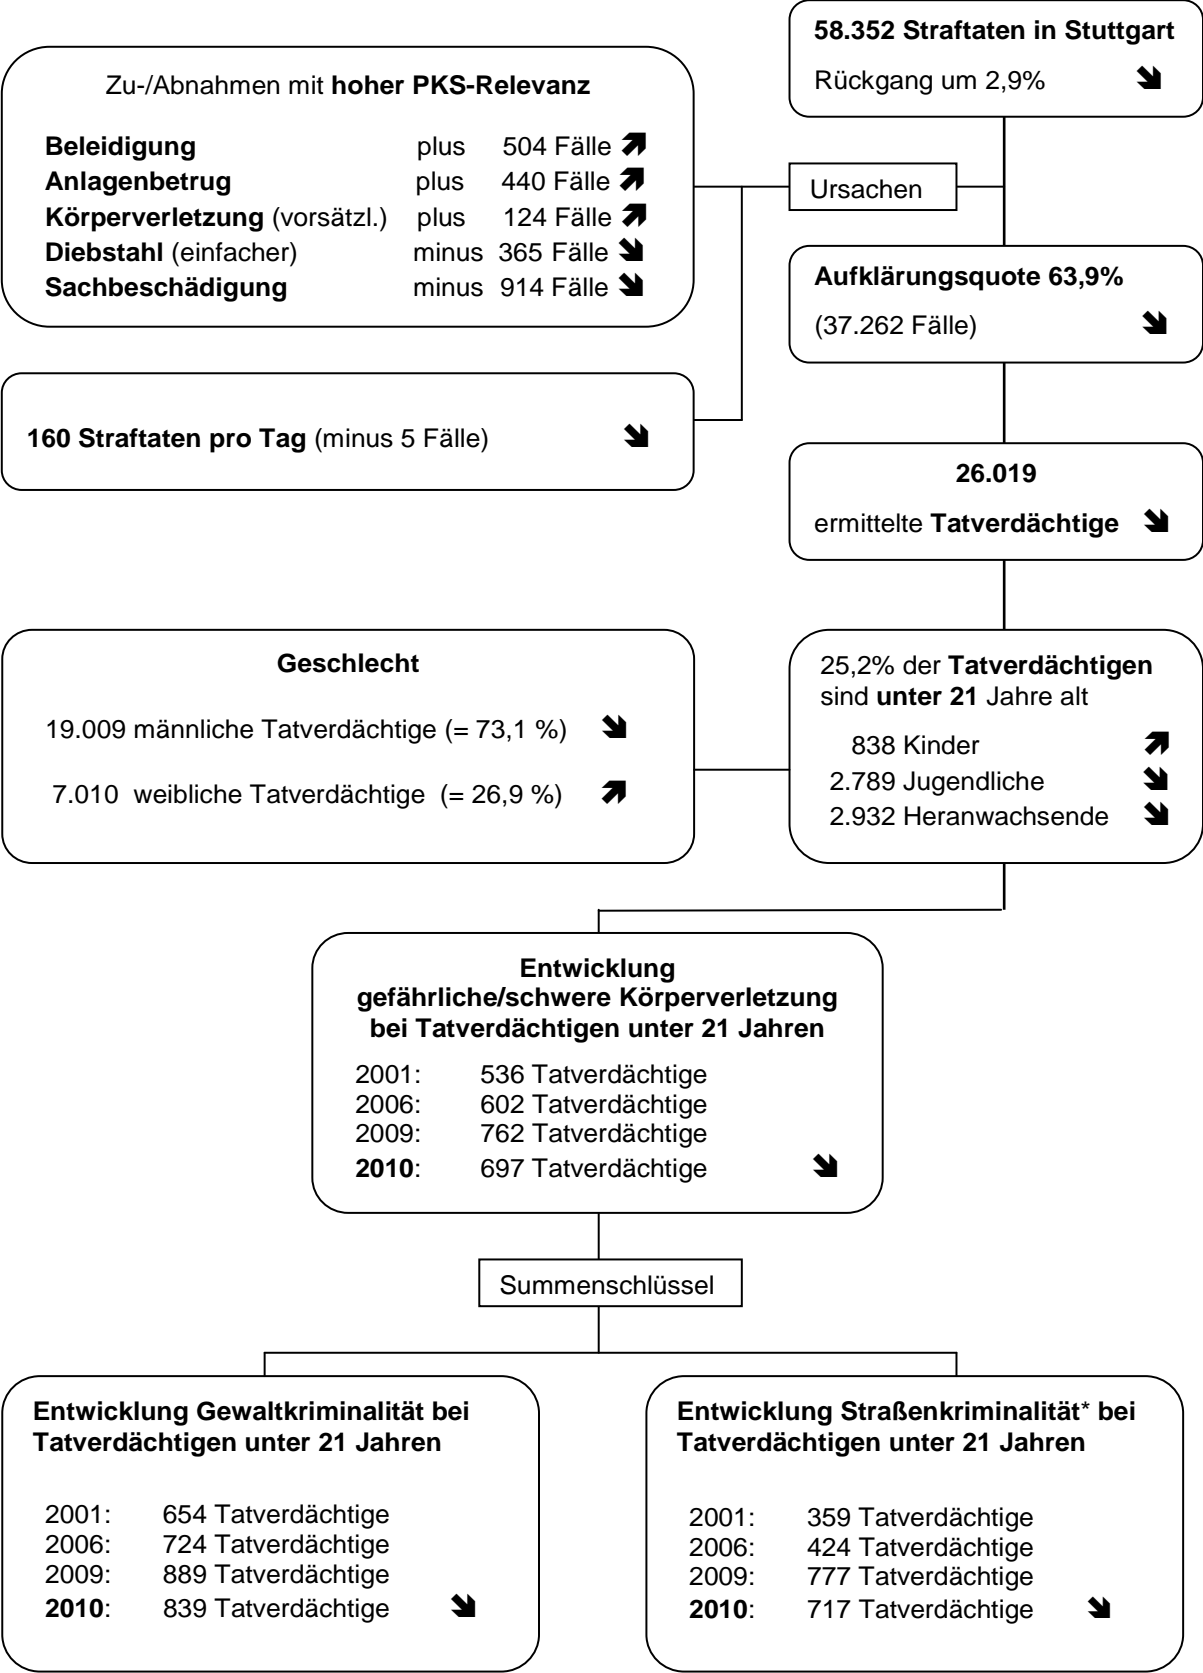 58.352 Straftaten in Stuttgart
Rückgang um 2,9%
Zu-/Abnahmen mit hoher PKS-Relevanz
Beleidigung plus 504 Fälle
Anlagenbetrug plus 440 Fälle
Körperverletzung (vorsätzl.) plus 124 Fälle
Diebstahl (einfacher) minus 365 Fälle
Sachbeschädigung minus 914 Fälle
Ursachen
Aufklärungsquote 63,9%
(37.262 Fälle)
160 Straftaten pro Tag (minus 5 Fälle)
26.019
ermittelte Tatverdächtige
Geschlecht
19.009 männliche Tatverdächtige (= 73,1 %)
7.010 weibliche Tatverdächtige (= 26,9 %)
25,2% der Tatverdächtigen
sind unter 21 Jahre alt
838 Kinder
2.789 Jugendliche
2.932 Heranwachsende
Entwicklung
gefährliche/schwere Körperverletzung
bei Tatverdächtigen unter 21 Jahren
2001: 536 Tatverdächtige
2006: 602 Tatverdächtige
2009: 762 Tatverdächtige
2010: 697 Tatverdächtige
Summenschlüssel
Entwicklung Gewaltkriminalität bei
Tatverdächtigen unter 21 Jahren
2001: 654 Tatverdächtige
2006: 724 Tatverdächtige
2009: 889 Tatverdächtige
2010: 839 Tatverdächtige
Entwicklung Straßenkriminalität* bei
Tatverdächtigen unter 21 Jahren
2001: 359 Tatverdächtige
2006: 424 Tatverdächtige
2009: 777 Tatverdächtige
2010: 717 Tatverdächtige